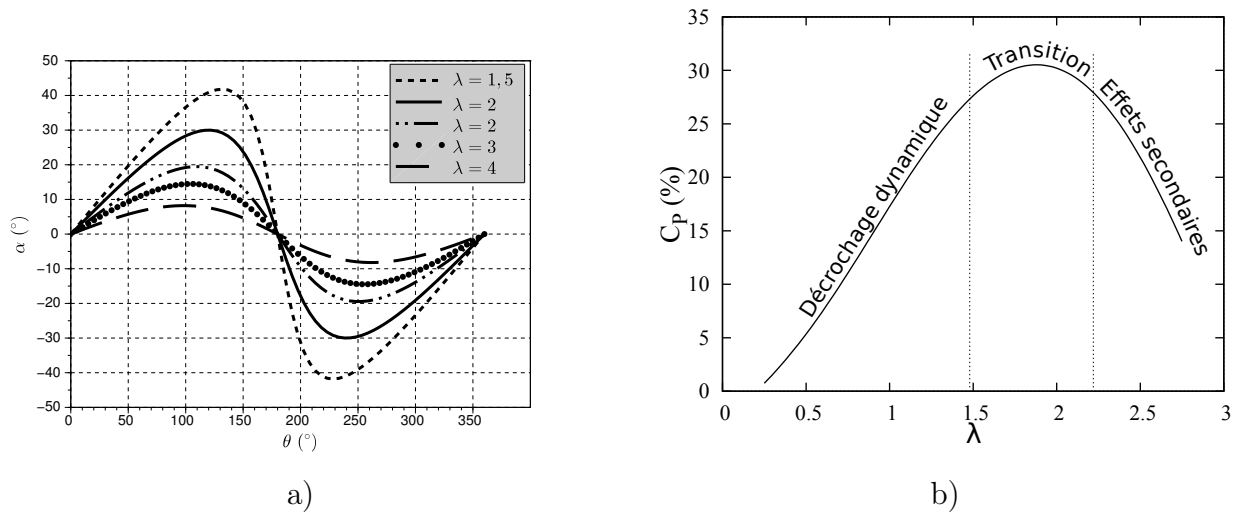 50
40
30
20
10
0
−10
−20
−30
−40
−50
α (°)
0 50 100 150 200 250 300 350
θ (°)
λ = 1, 5
λ = 2
λ = 2
λ = 3
λ = 4
a)
35
30
25
20
15
10
5
0
C_P (%)
0 0.5 1 1.5 2 2.5 3
λ
Décrochage dynamique
Transition
Effets secondaires
b)